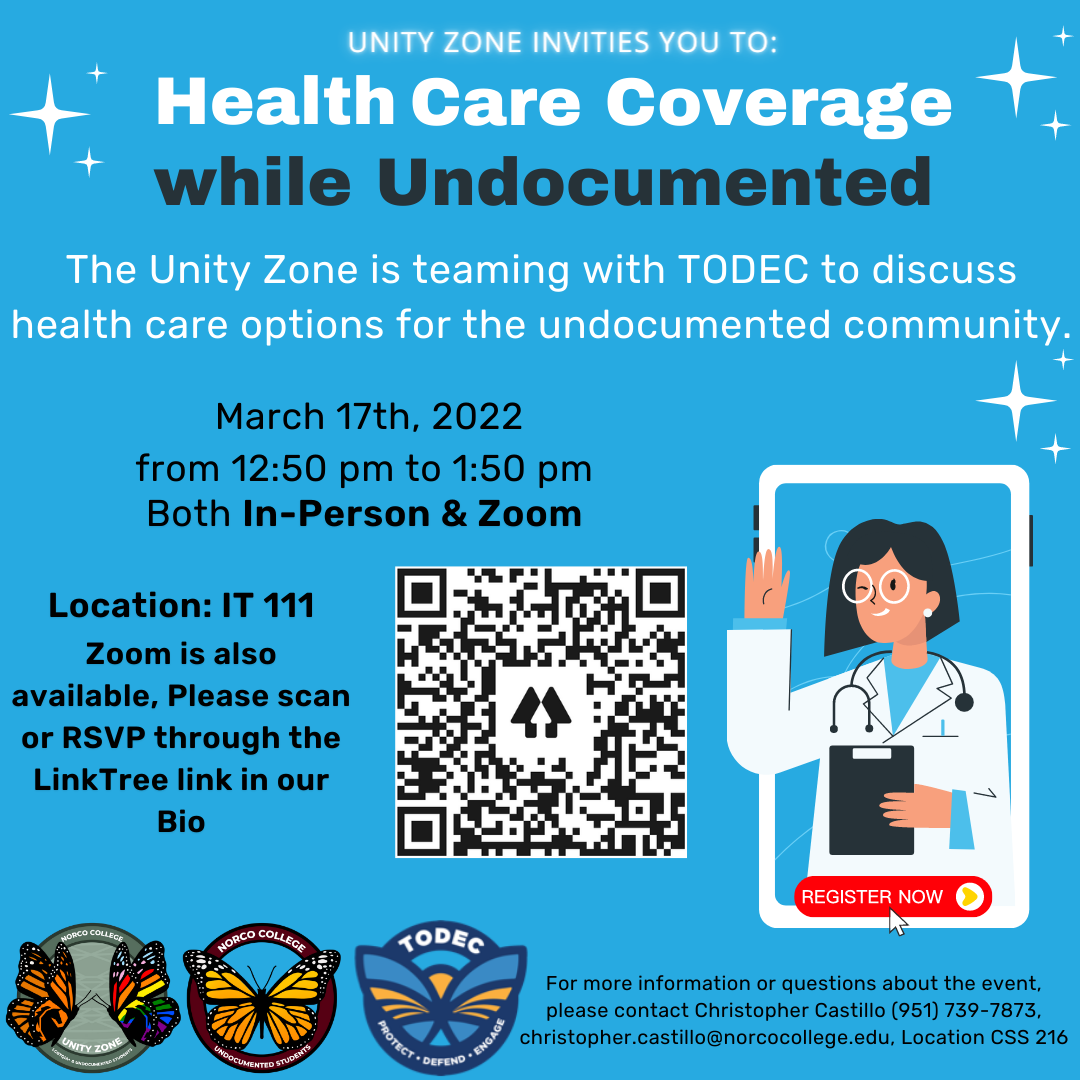 UNITY ZONE INVITIES YOU TO:
Health Care Coverage
while Undocumented
The Unity Zone is teaming with TODEC to discuss
health care options for the undocumented community.
March 17th, 2022
from 12:50 pm to 1:50 pm
Both In-Person & Zoom
Location: IT 111
Zoom is also
available, Please scan
or RSVP through the
LinkTree link in our
Bio
REGISTER NOW
NORCO COLLEGE
UNITY ZONE
LGBTQIA+ & UNDOCUMENTED STUDENTS
NORCO COLLEGE
UNDOCUMENTED STUDENTS
TODEC
PROTECT • DEFEND • ENGAGE
For more information or questions about the event,
please contact Christopher Castillo (951) 739-7873,
christopher.castillo@norcocollege.edu, Location CSS 216